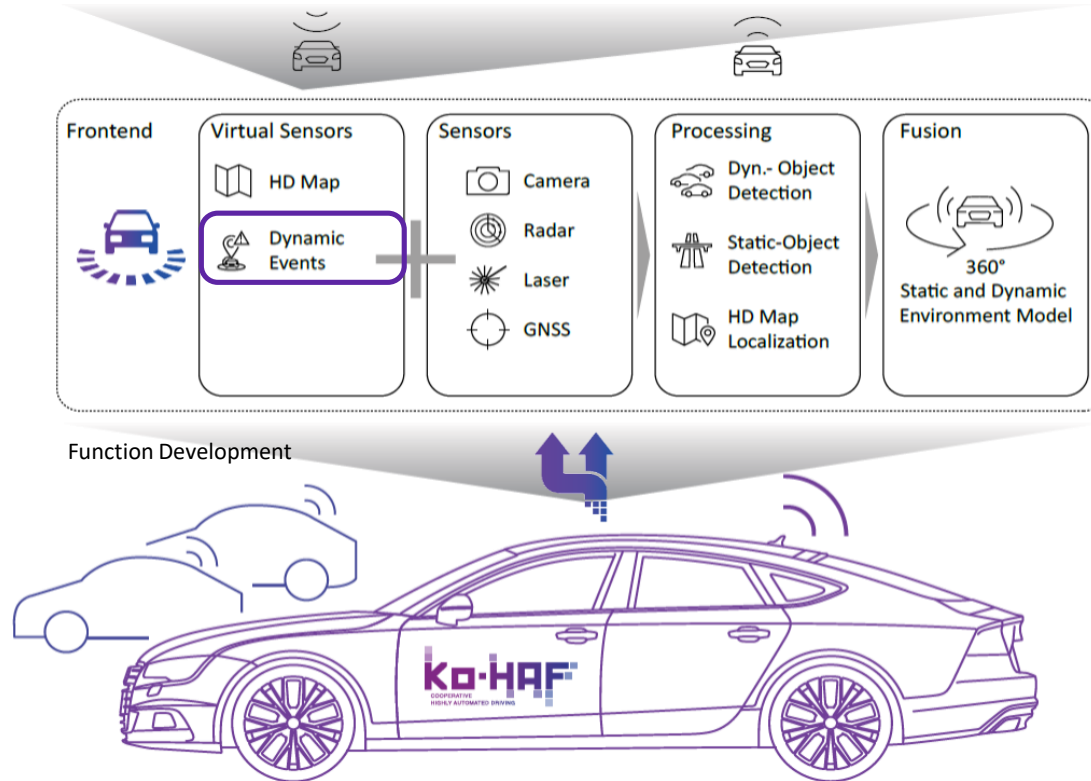 Frontend
Virtual Sensors
HD Map
Dynamic
Events
Sensors
Camera
Radar
Laser
GNSS
Processing
Dyn.- Object
Detection
Static-Object
Detection
HD Map
Localization
Fusion
360°
Static and Dynamic
Environment Model
Function Development
Ko-HAF
COOPERATIVE
HIGHLY AUTOMATED DRIVING